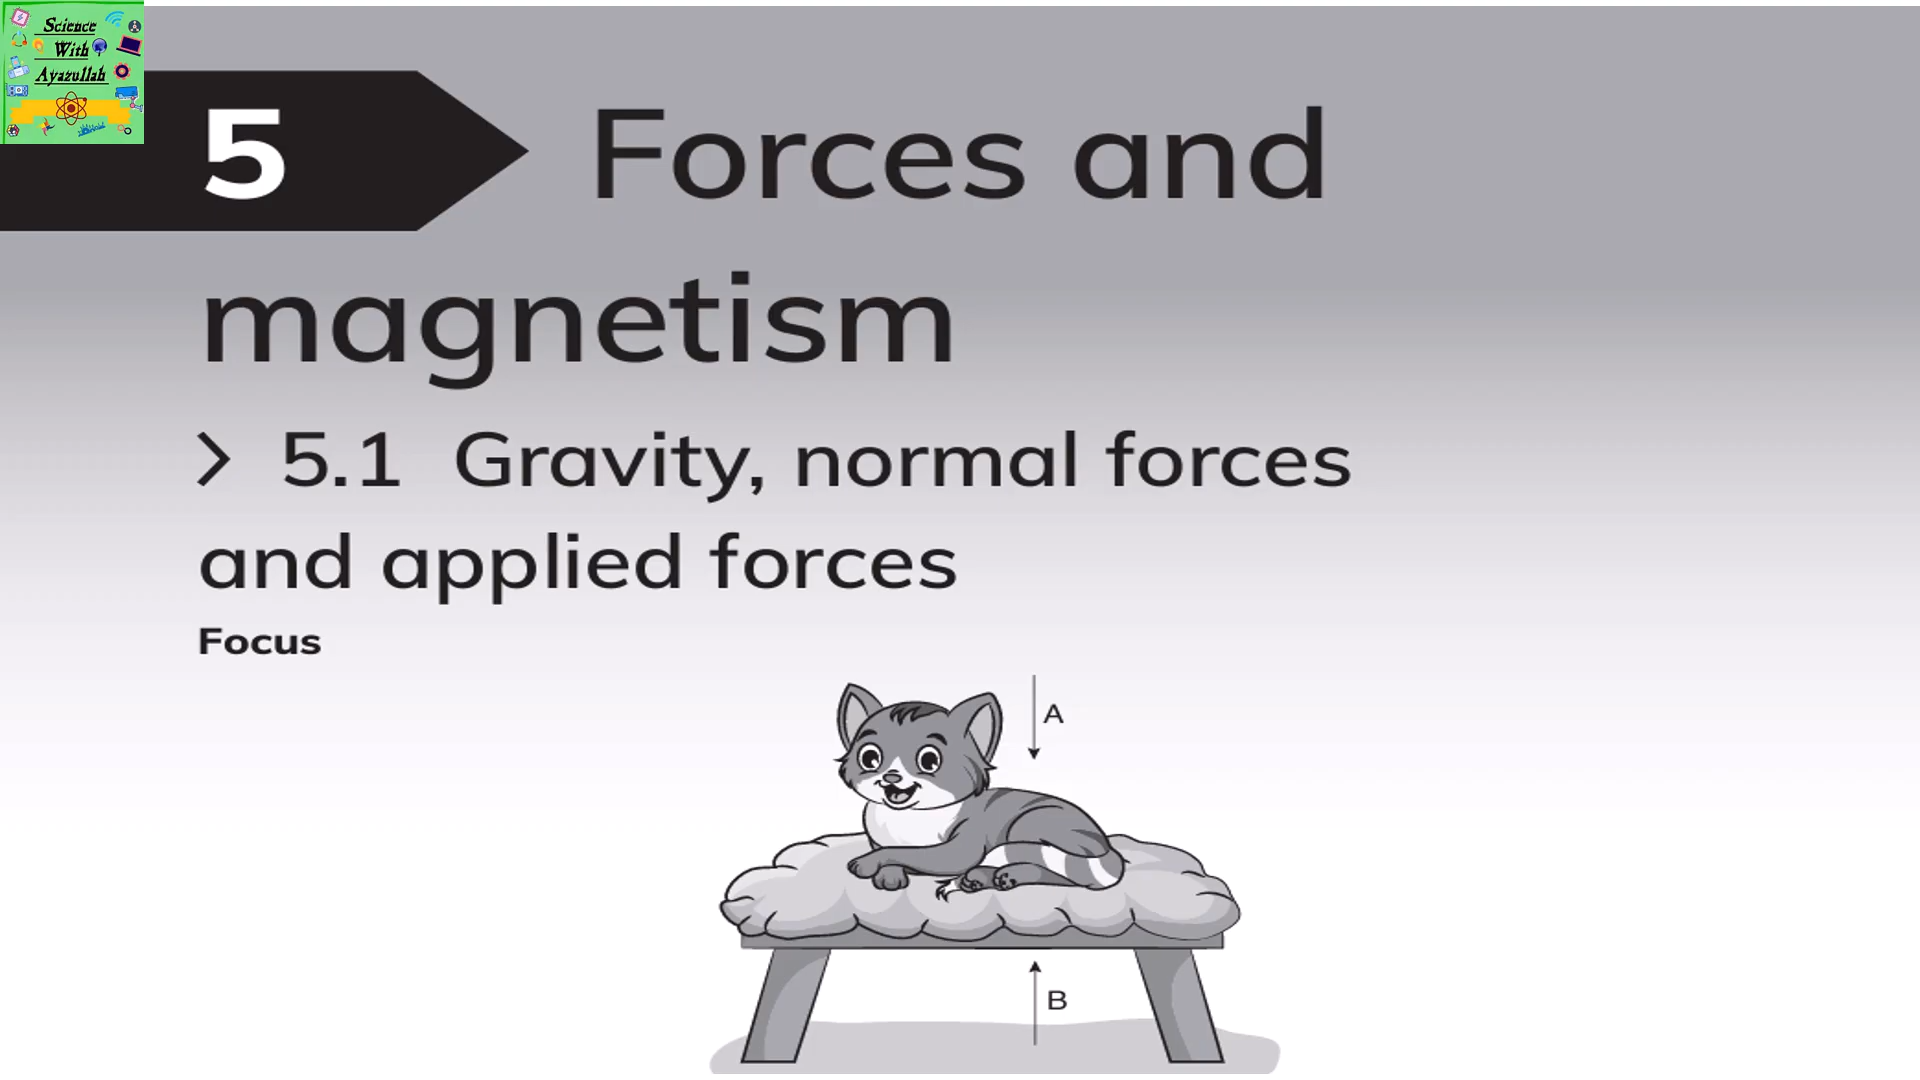 Science
With
Ayazullah
5 Forces and
magnetism
> 5.1 Gravity, normal forces
and applied forces
Focus
A
B